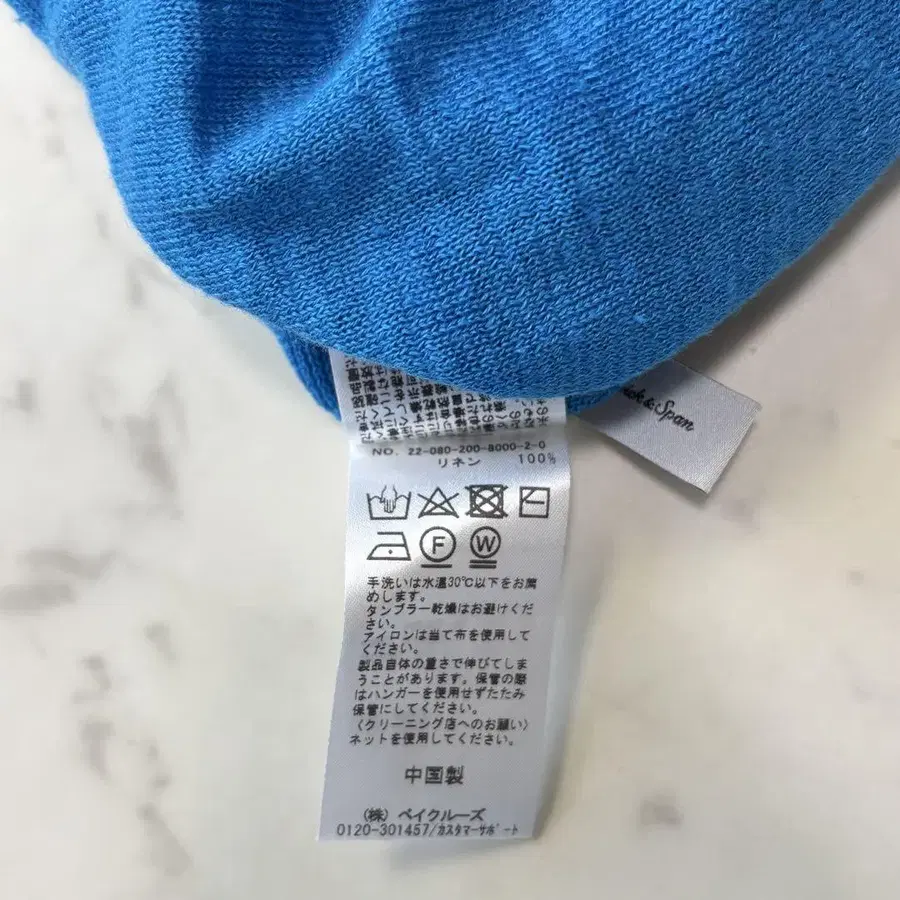 NO. 22-080-200-8000-2-0
リネン 100%
F W
手洗いは水温30℃以下をお薦
めします。
タンブラー乾燥はお避けくだ
さい。
アイロンは当て布を使用して
ください。
製品自体の重さで伸びてしま
うことがあります。保管の際
はハンガーを使用せずたたみ
保管にしてください。
〈クリーニング店へのお願い〉
ネットを使用してください。
中国製
(株) ベイクルーズ
0120-301457/ｶｽﾀﾏｰｻﾎﾟｰﾄ
&Span